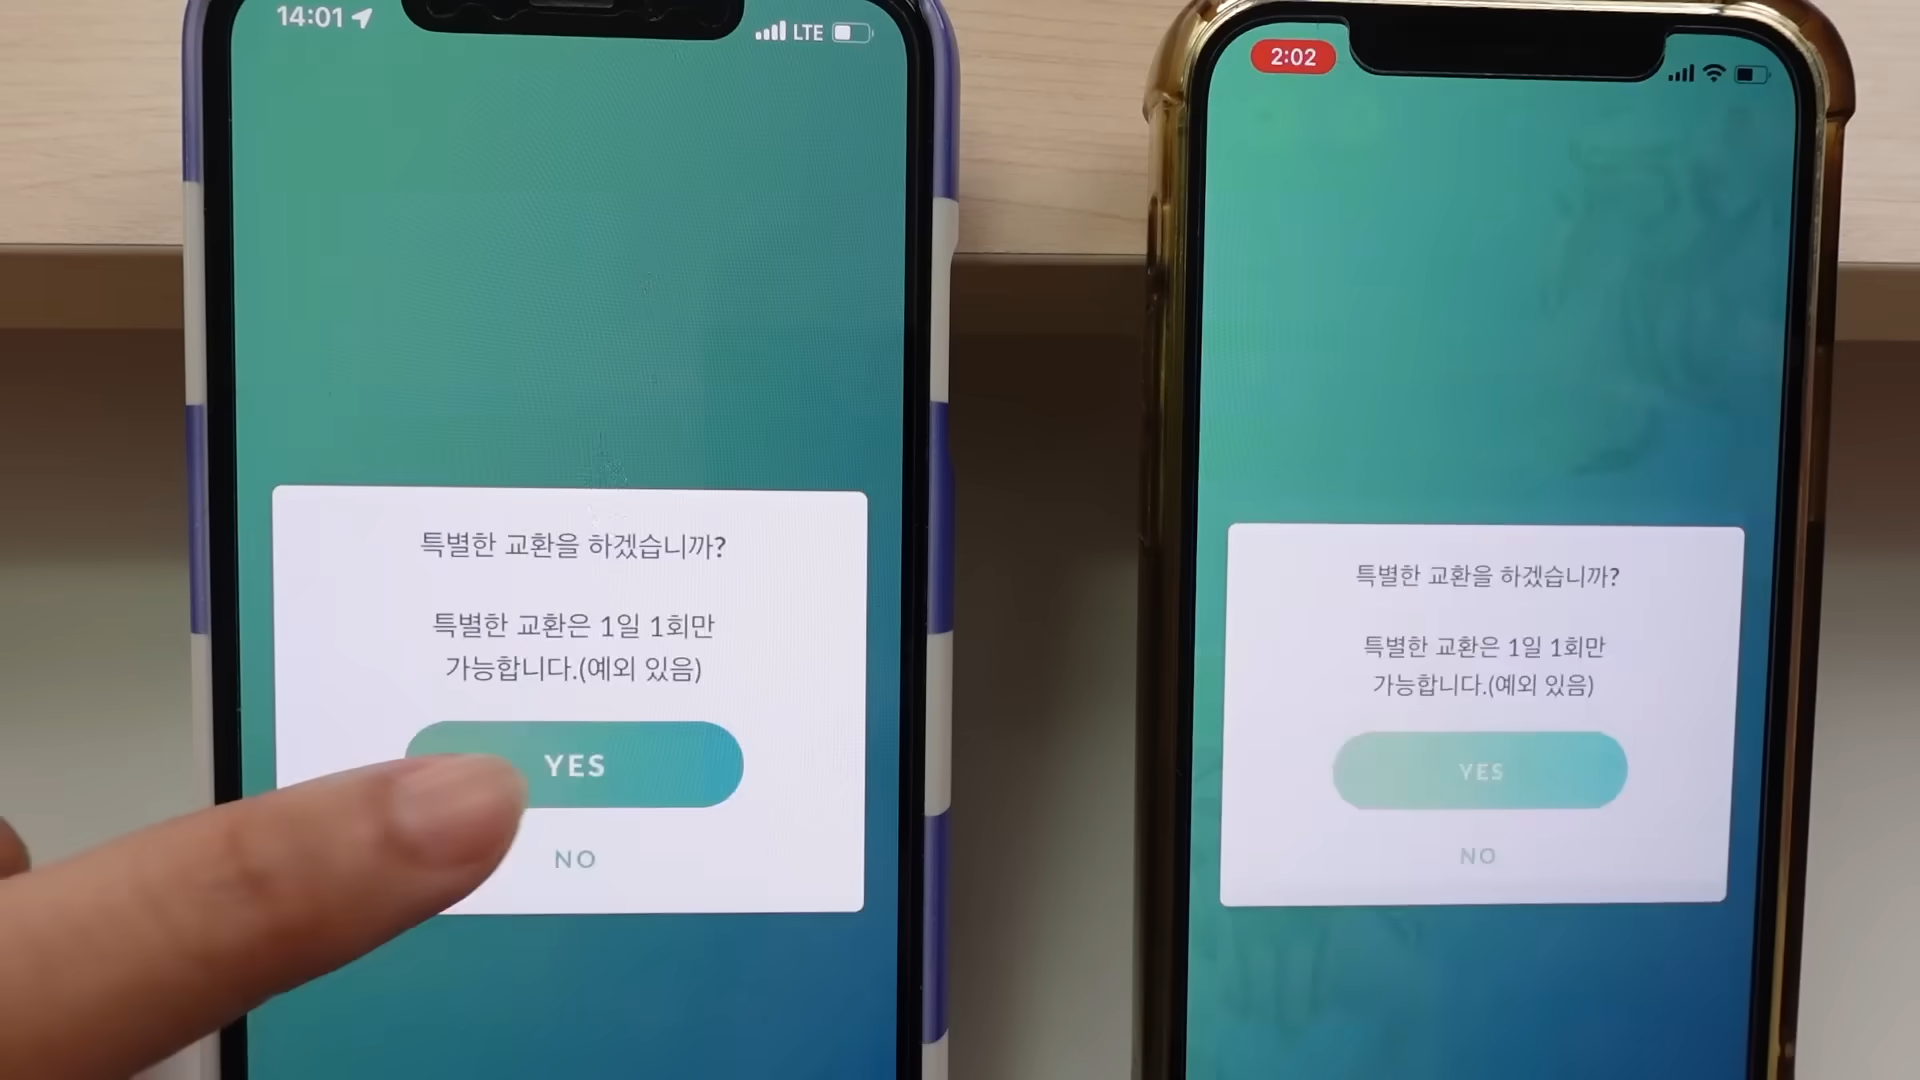 14:01
LTE
특별한 교환을 하겠습니까?
특별한 교환은 1일 1회만
가능합니다.(예외 있음)
YES
NO
2:02
특별한 교환을 하겠습니까?
특별한 교환은 1일 1회만
가능합니다.(예외 있음)
YES
NO